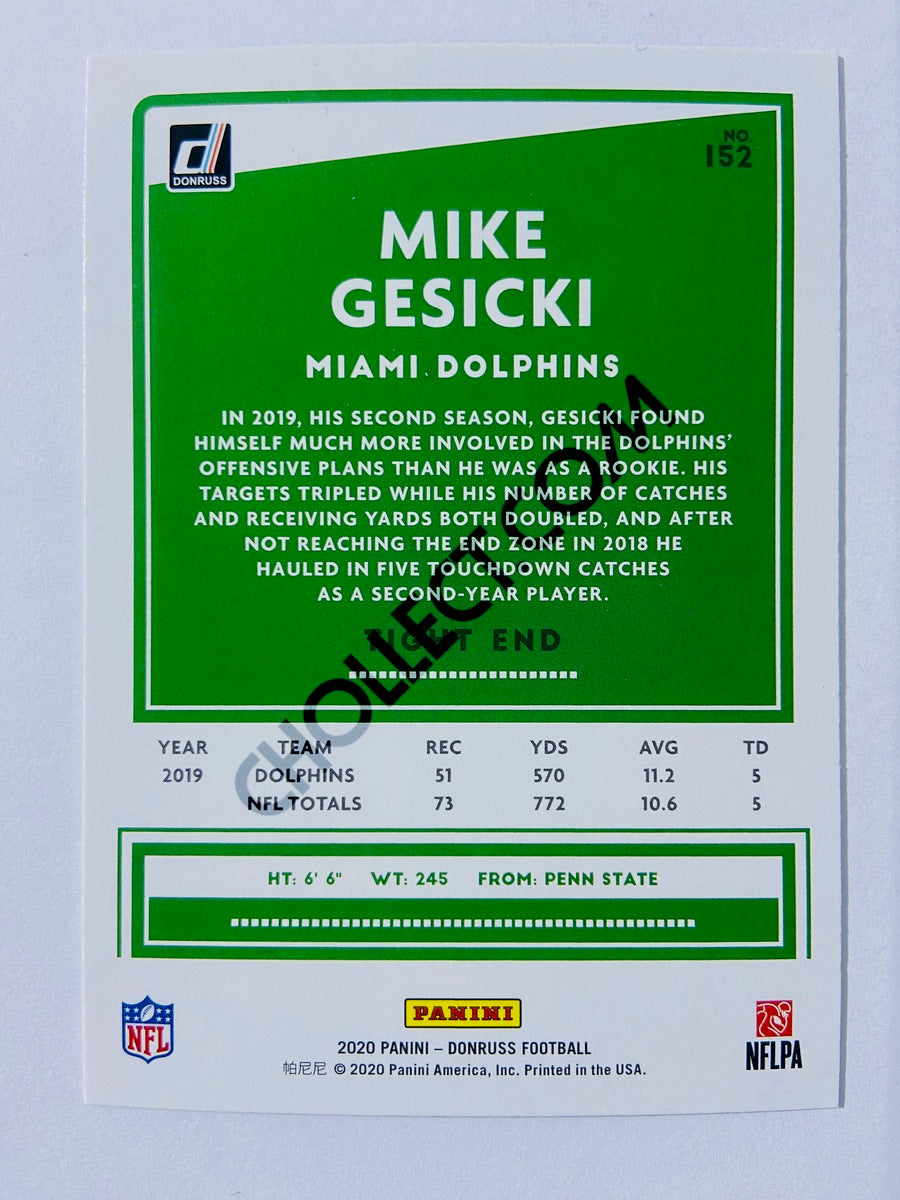 DONRUSS
NO.
152
MIKE
GESICKI
MIAMI DOLPHINS
IN 2019, HIS SECOND SEASON, GESICKI FOUND
HIMSELF MUCH MORE INVOLVED IN THE DOLPHINS'
OFFENSIVE PLANS THAN HE WAS AS A ROOKIE. HIS
TARGETS TRIPLED WHILE HIS NUMBER OF CATCHES
AND RECEIVING YARDS BOTH DOUBLED, AND AFTER
NOT REACHING THE END ZONE IN 2018 HE
HAULED IN FIVE TOUCHDOWN CATCHES
AS A SECOND-YEAR PLAYER.
TIGHT END
CHOLLECT.COM
YEAR TEAM REC YDS AVG TD
2019 DOLPHINS 51 570 11.2 5
NFL TOTALS 73 772 10.6 5
HT: 6' 6" WT: 245 FROM: PENN STATE
NFL
PANINI
NFLPA
2020 PANINI – DONRUSS FOOTBALL
帕尼尼 © 2020 Panini America, Inc. Printed in the USA.